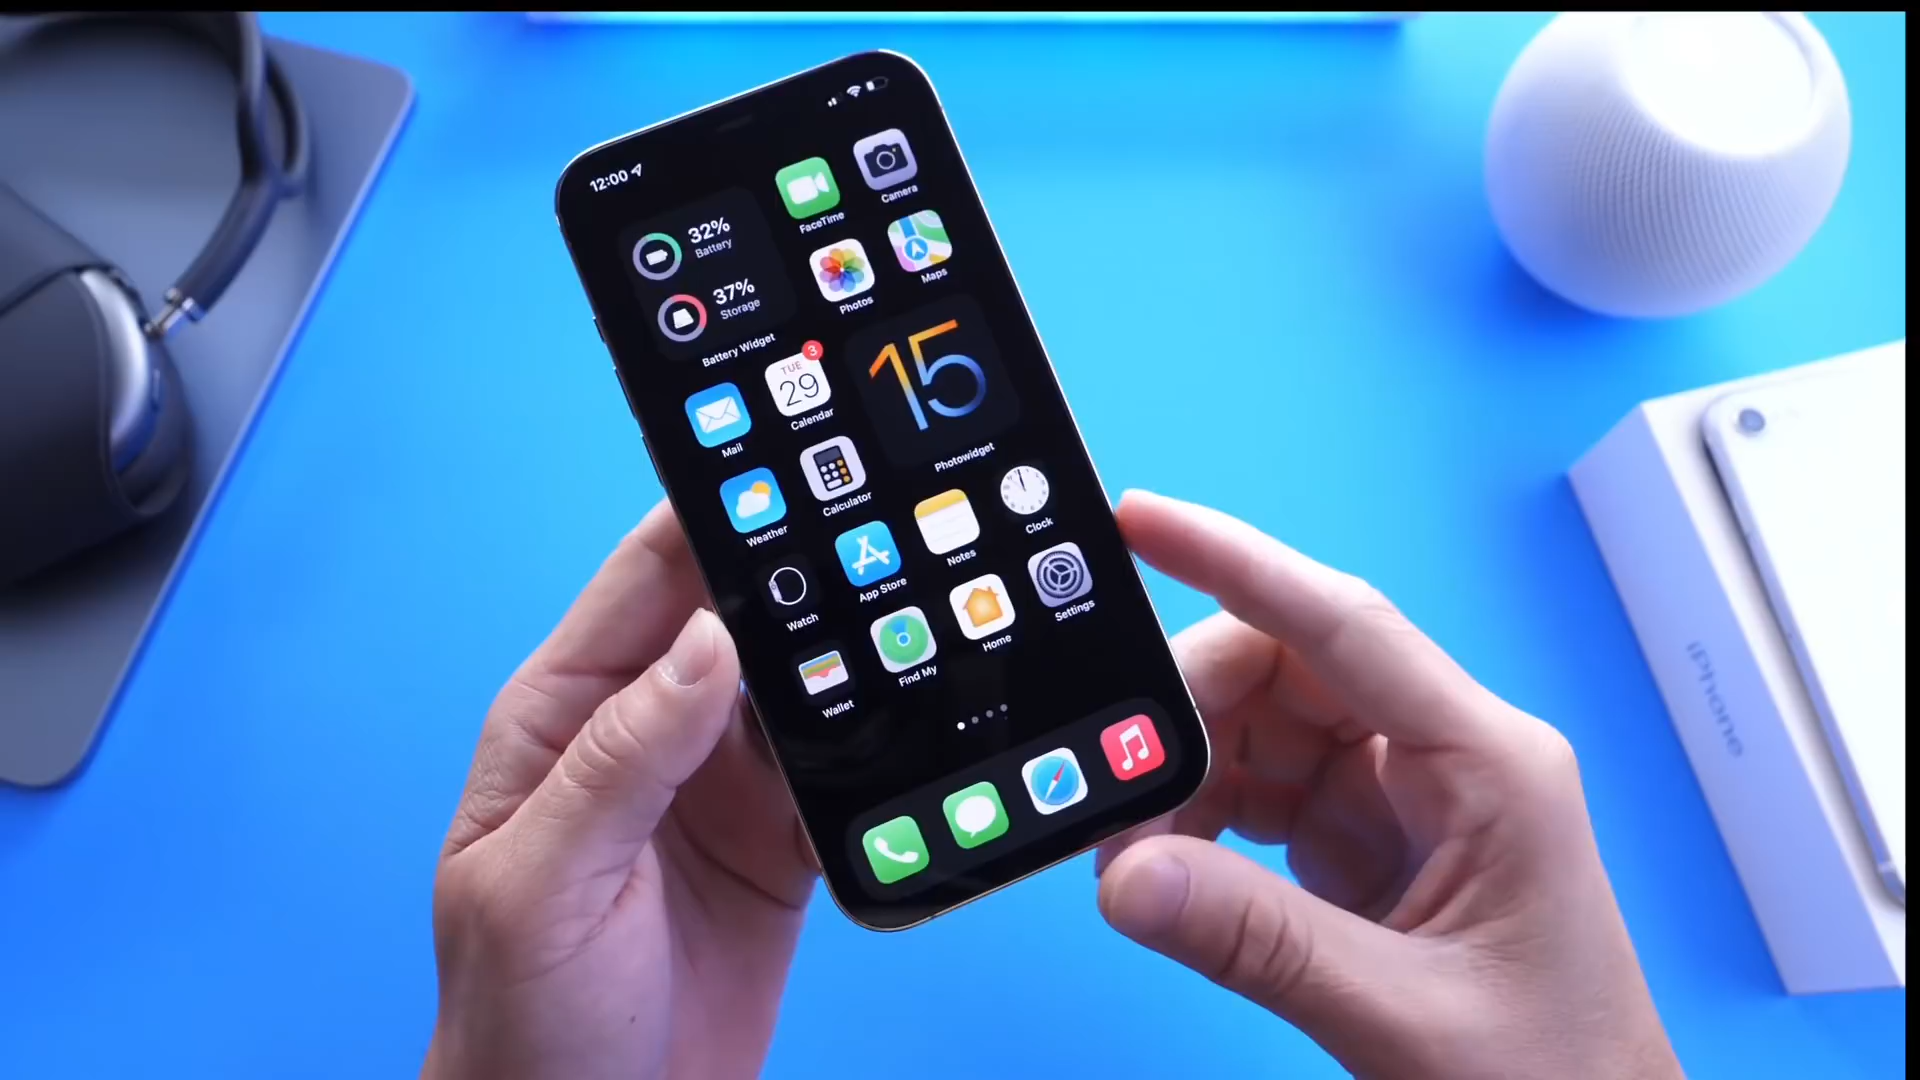 12:00
32%
Battery
37%
Storage
Battery Widget
FaceTime
Camera
Photos
Maps
Mail
TUE
29
3
Calendar
15
Photowidget
Weather
Calculator
Notes
Clock
Watch
App Store
Home
Settings
Wallet
Find My
iPhone